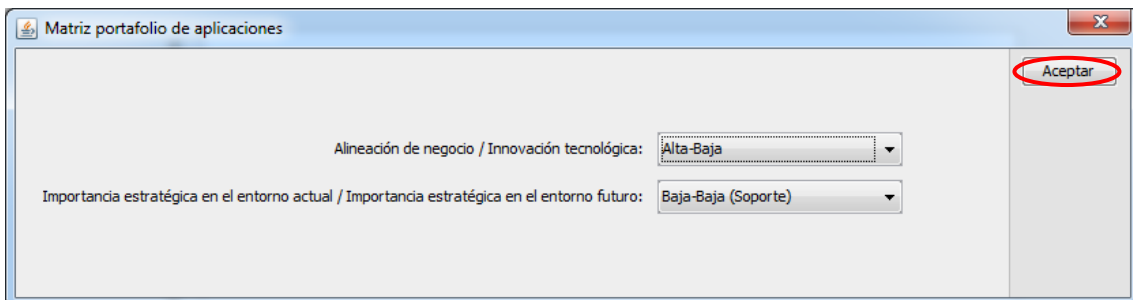 Matriz portafolio de aplicaciones
Aceptar
Alineación de negocio / Innovación tecnológica: Alta-Baja
Importancia estratégica en el entorno actual / Importancia estratégica en el entorno futuro: Baja-Baja (Soporte)